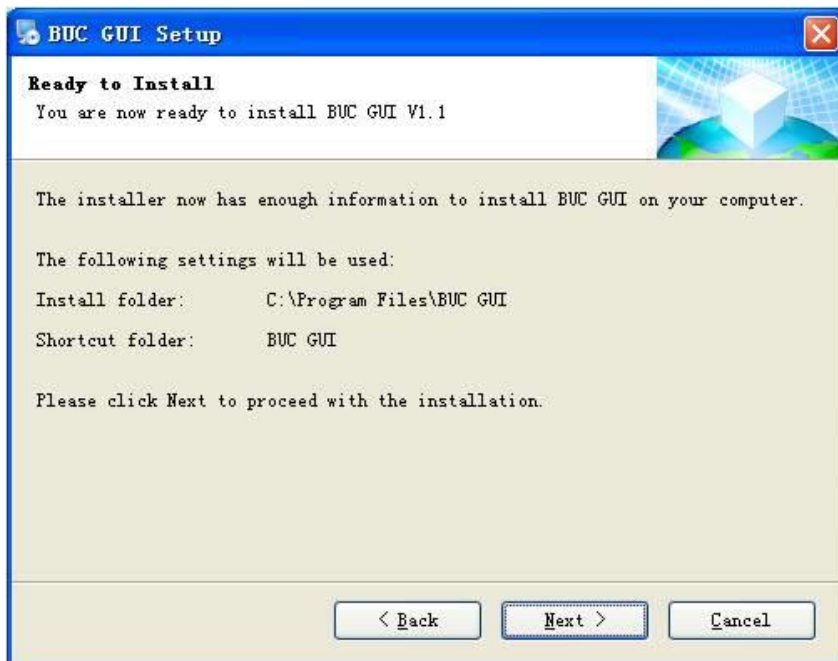 BUC GUI Setup
Ready to Install
You are now ready to install BUC GUI V1.1
The installer now has enough information to install BUC GUI on your computer.
The following settings will be used:
Install folder: C:\Program Files\BUC GUI
Shortcut folder: BUC GUI
Please click Next to proceed with the installation.
< Back Next > Cancel